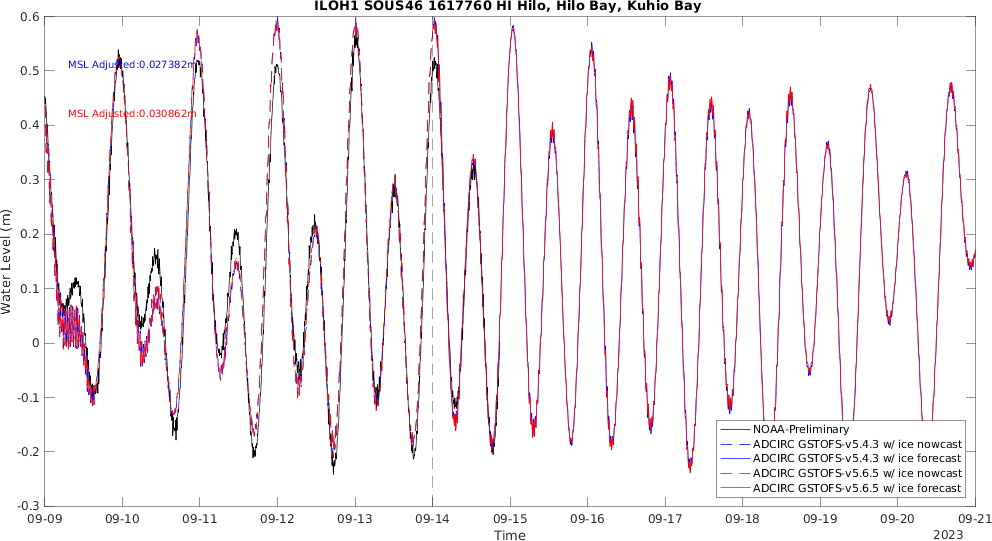 ILOH1 SOUS46 1617760 HI Hilo, Hilo Bay, Kuhio Bay
0.6
0.5
0.4
0.3
0.2
0.1
0
-0.1
-0.2
-0.3
Water Level (m)
MSL Adjusted:0.027382m
MSL Adjusted:0.030862m
NOAA-Preliminary
ADCIRC GSTOFS-v5.4.3 w/ ice nowcast
ADCIRC GSTOFS-v5.4.3 w/ ice forecast
ADCIRC GSTOFS-v5.6.5 w/ ice nowcast
ADCIRC GSTOFS-v5.6.5 w/ ice forecast
09-09 09-10 09-11 09-12 09-13 09-14 09-15 09-16 09-17 09-18 09-19 09-20 09-21
Time
2023